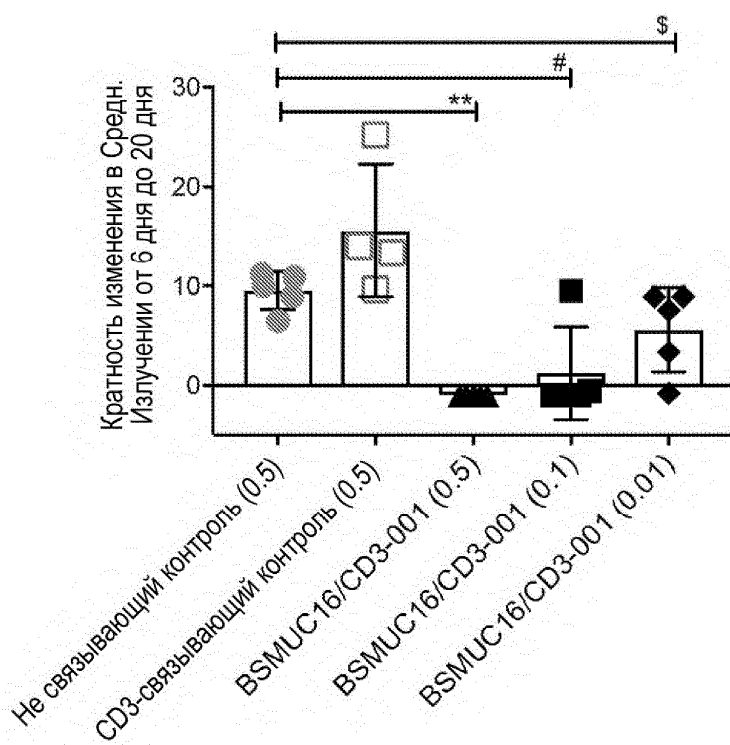 $
#
**
Кратность изменения в Средн.
Излучении от 6 дня до 20 дня
30
20
10
0
Не связывающий контроль (0.5)
CD3-связывающий контроль (0.5)
BSMUC16/CD3-001 (0.5)
BSMUC16/CD3-001 (0.1)
BSMUC16/CD3-001 (0.01)